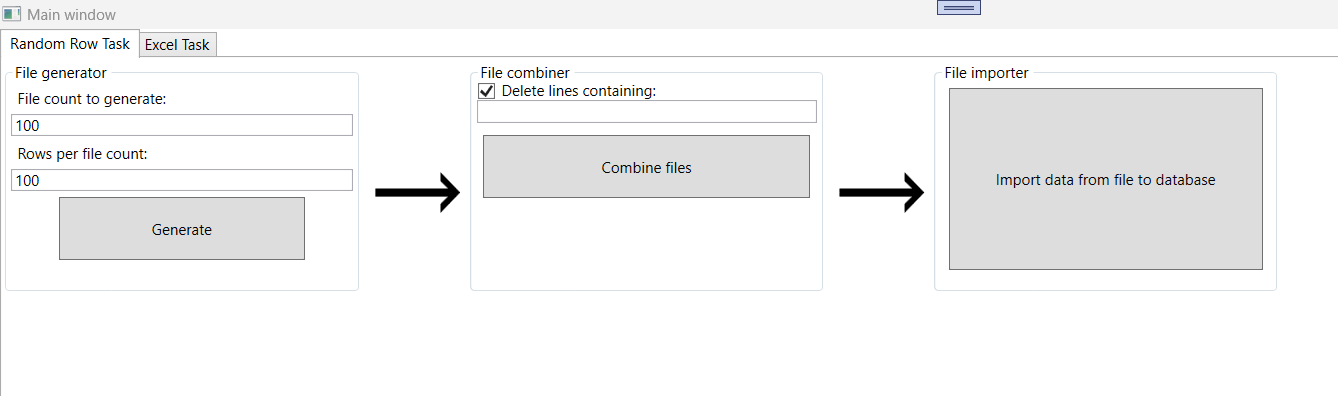 Main window
Random Row Task
Excel Task
File generator
File count to generate:
100
Rows per file count:
100
Generate
File combiner
Delete lines containing:
Combine files
File importer
Import data from file to database